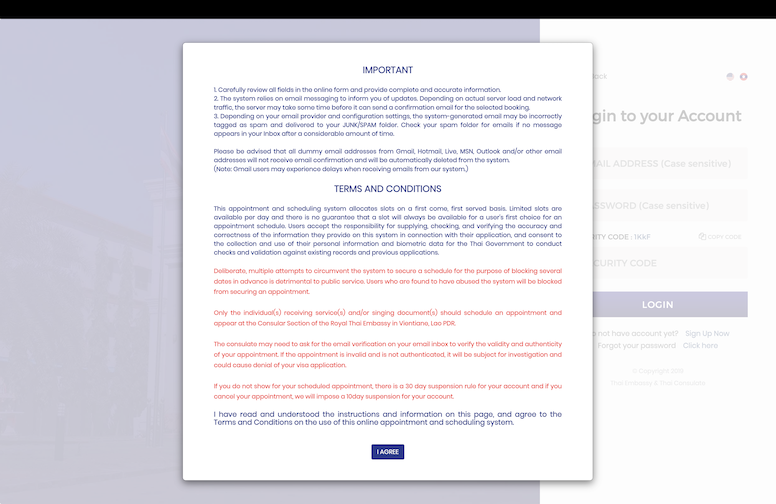 IMPORTANT
1. Carefully review all fields in the online form and provide complete and accurate information.
2. The system relies on email messaging to inform you of updates. Depending on actual server load and network
traffic, the server may take some time before it can send a confirmation email for the selected booking.
3. Depending on your email provider and configuration settings, the system-generated email may be incorrectly
tagged as spam and delivered to your JUNK/SPAM folder. Check your spam folder for emails if no message
appears in your inbox after a considerable amount of time.
Please be advised that all dummy email addresses from Gmail, Hotmail, Live, MSN, Outlook and/or other email
addresses will not receive email confirmation and will be automatically deleted from the system.
(Note: Gmail users may experience delays when receiving emails from our system.)
TERMS AND CONDITIONS
This appointment and scheduling system allocates slots on a first come, first served basis. Limited slots are
available per day and there is no guarantee that a slot will always be available for a user's first choice for an
appointment schedule. Users accept the responsibility for supplying, checking, and verifying the accuracy and
correctness of the information they provide on this system in connection with their application, and consent to
the collection and use of their personal information and biometric data for the Thai Government to conduct
checks and validation against existing records and previous applications.
Deliberate, multiple attempts to circumvent the system to secure a schedule for the purpose of blocking several
dates in advance is detrimental to public service. Users who are found to have abused the system will be blocked
from securing an appointment.
Only the individual(s) receiving service(s) and/or singing document(s) should schedule an appointment and
appear at the Consular Section of the Royal Thai Embassy in Vientiane, Lao PDR.
The consulate may need to ask for the email verification on your email inbox to verify the validity and authenticity
of your appointment. If the appointment is invalid and is not authenticated, it will be subject for investigation and
could cause denial of your visa application.
If you do not show for your scheduled appointment, there is a 30 day suspension rule for your account and if you
cancel your appointment, we will impose a 10day suspension for your account.
I have read and understood the instructions and information on this page, and agree to the
Terms and Conditions on the use of this online appointment and scheduling system.
I AGREE
gin to your Account
MAIL ADDRESS (Case sensitive)
SSWORD (Case sensitive)
RITY CODE : IKkF
COPY CODE
CURITY CODE
LOGIN
not have account yet? Sign Up Now
Forgot your password Click here